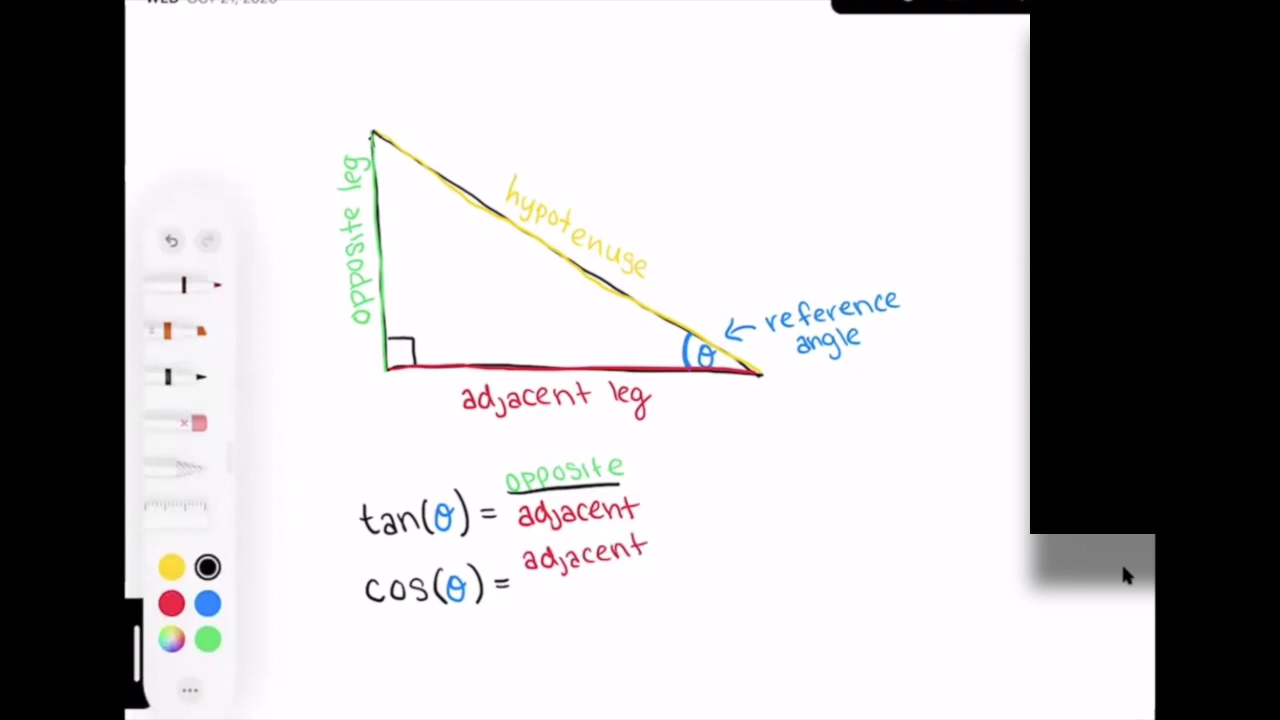 opposite leg
hypotenuse
reference
angle
θ
adjacent leg
tan(θ) = opposite
adjacent
cos(θ) = adjacent